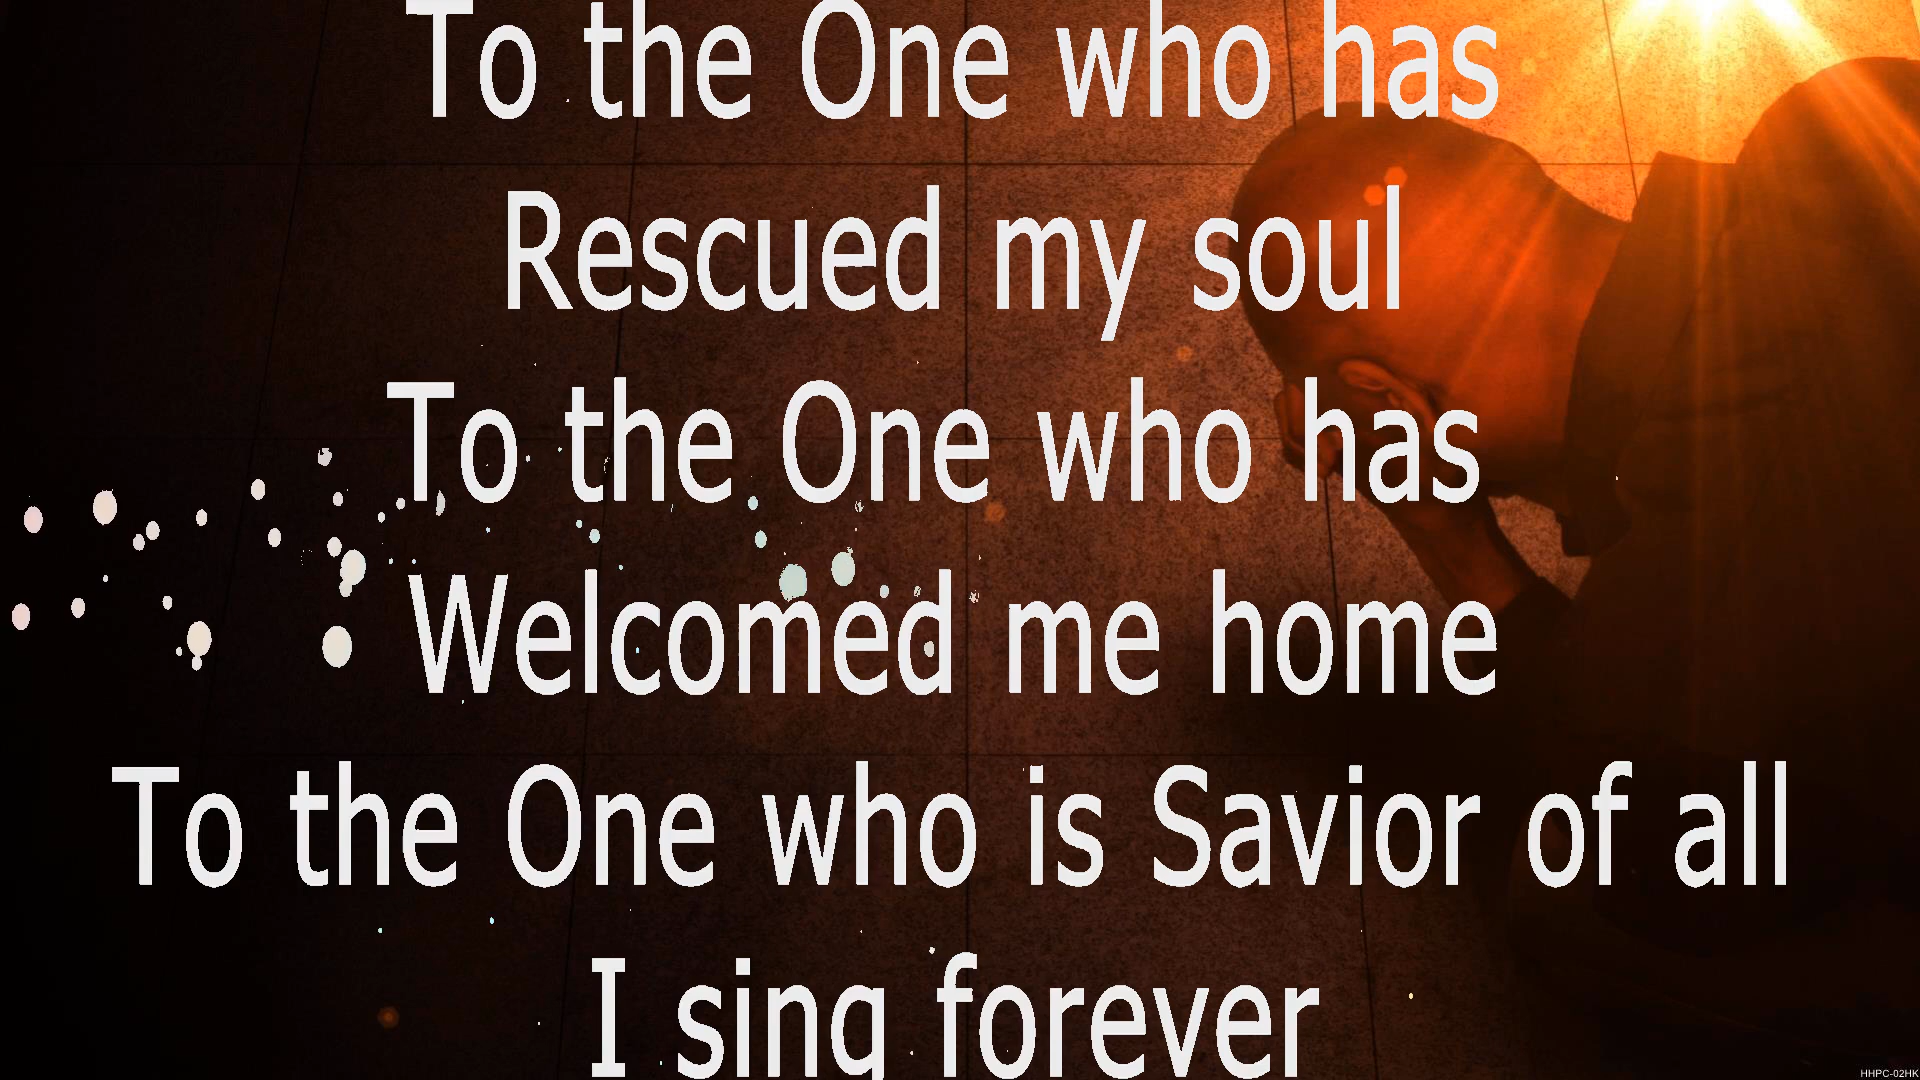 To the One who has
Rescued my soul
To the One who has
Welcomed me home
To the One who is Savior of all
I sing forever
HHPC-02HK